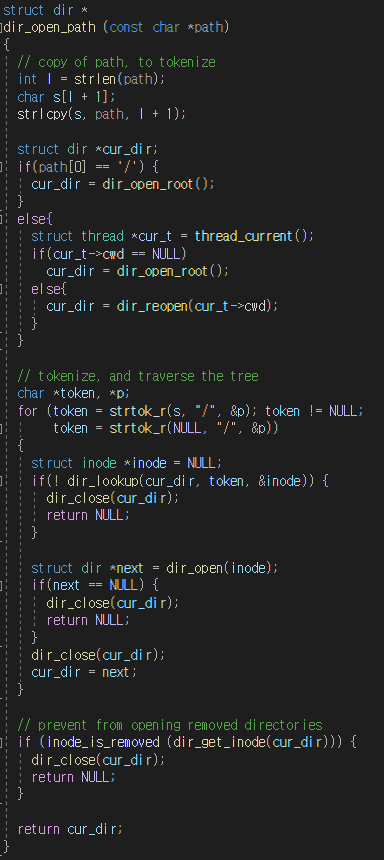 struct dir *
dir_open_path (const char *path)
{
// copy of path, to tokenize
int l = strlen(path);
char s[l + 1];
strlcpy(s, path, l + 1);
struct dir *cur_dir;
if(path[0] == '/') {
cur_dir = dir_open_root();
}
else{
struct thread *cur_t = thread_current();
if(cur_t->cwd == NULL)
cur_dir = dir_open_root();
else{
cur_dir = dir_reopen(cur_t->cwd);
}
}
// tokenize, and traverse the tree
char *token, *p;
for (token = strtok_r(s, "/", &p); token != NULL;
token = strtok_r(NULL, "/", &p))
{
struct inode *inode = NULL;
if(! dir_lookup(cur_dir, token, &inode)) {
dir_close(cur_dir);
return NULL;
}
struct dir *next = dir_open(inode);
if(next == NULL) {
dir_close(cur_dir);
return NULL;
}
dir_close(cur_dir);
cur_dir = next;
}
// prevent from opening removed directories
if (inode_is_removed (dir_get_inode(cur_dir))) {
dir_close(cur_dir);
return NULL;
}
return cur_dir;
}